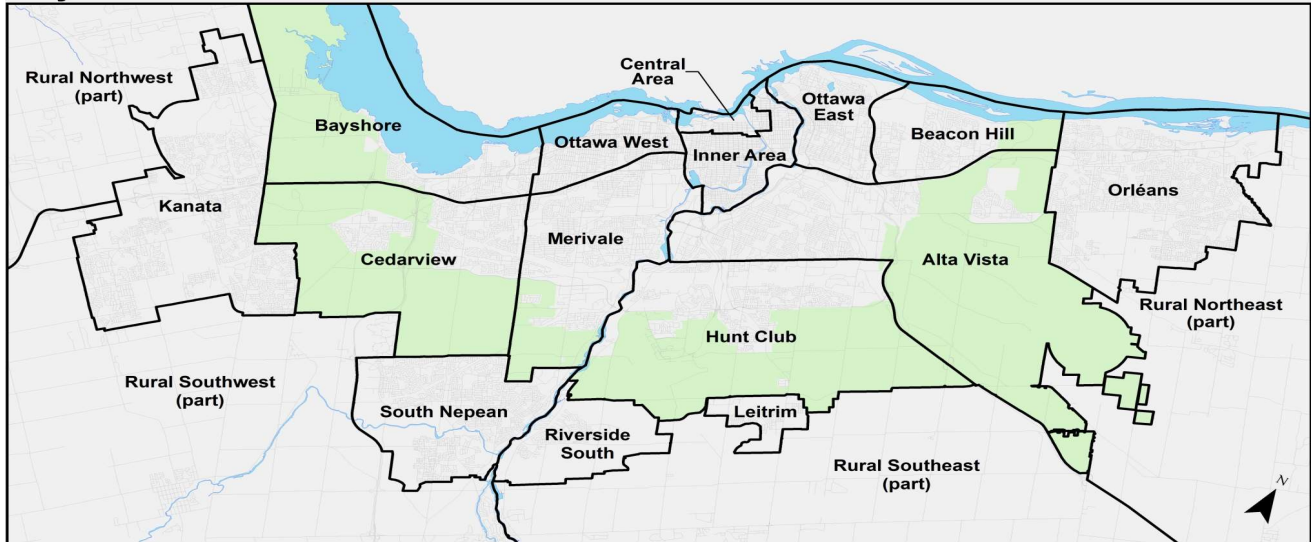 Rural Northwest
(part)
Central
Area
Ottawa
East
Bayshore
Ottawa West
Inner Area
Beacon Hill
Orléans
Kanata
Merivale
Cedarview
Alta Vista
Rural Northeast
(part)
Hunt Club
Rural Southwest
(part)
South Nepean
Leitrim
Riverside
South
Rural Southeast
(part)
N